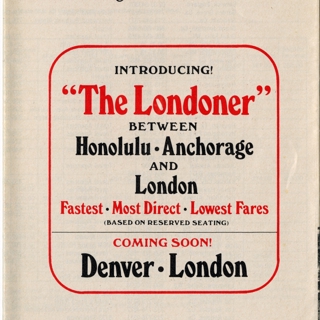 INTRODUCING!
“The Londoner”
BETWEEN
Honolulu • Anchorage
AND
London
Fastest • Most Direct • Lowest Fares
(BASED ON RESERVED SEATING)
COMING SOON!
Denver • London